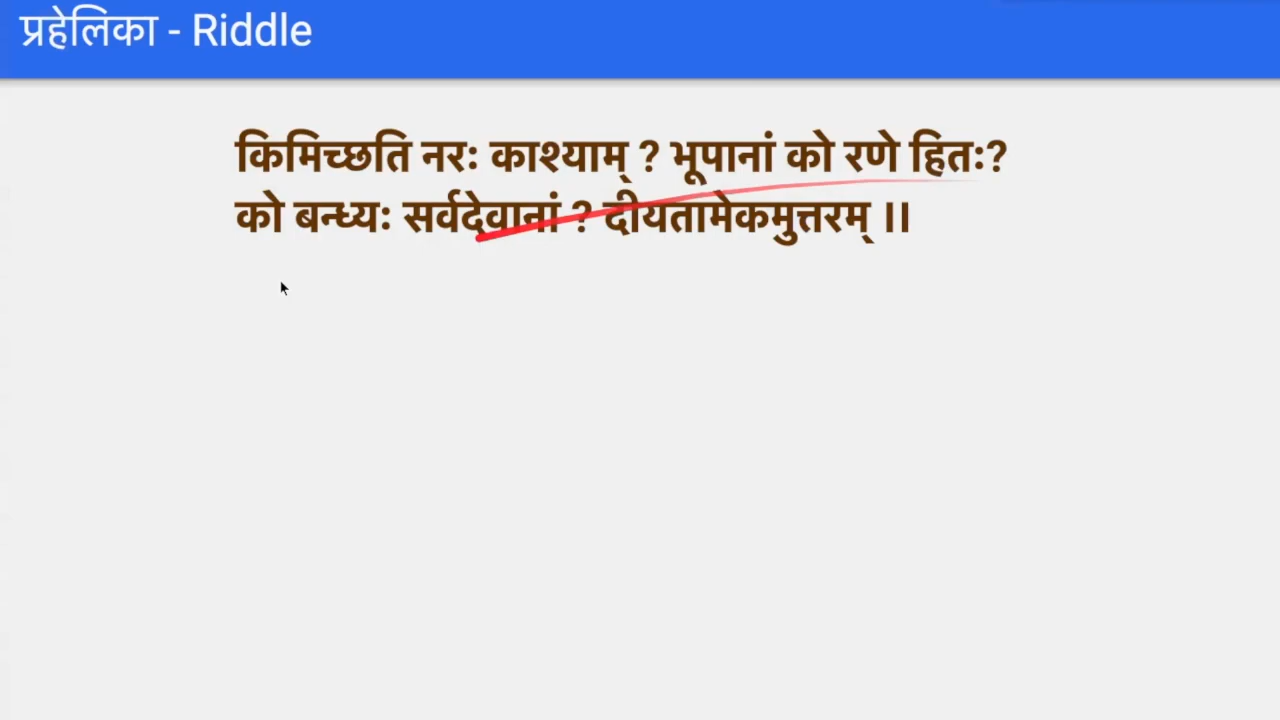 प्रहेलिका - Riddle
किमिच्छति नरः काश्याम् ? भूपानां को रणे हितः?
को बन्ध्यः सर्वदेवानां ? दीयतामेकमुत्तरम् ।।